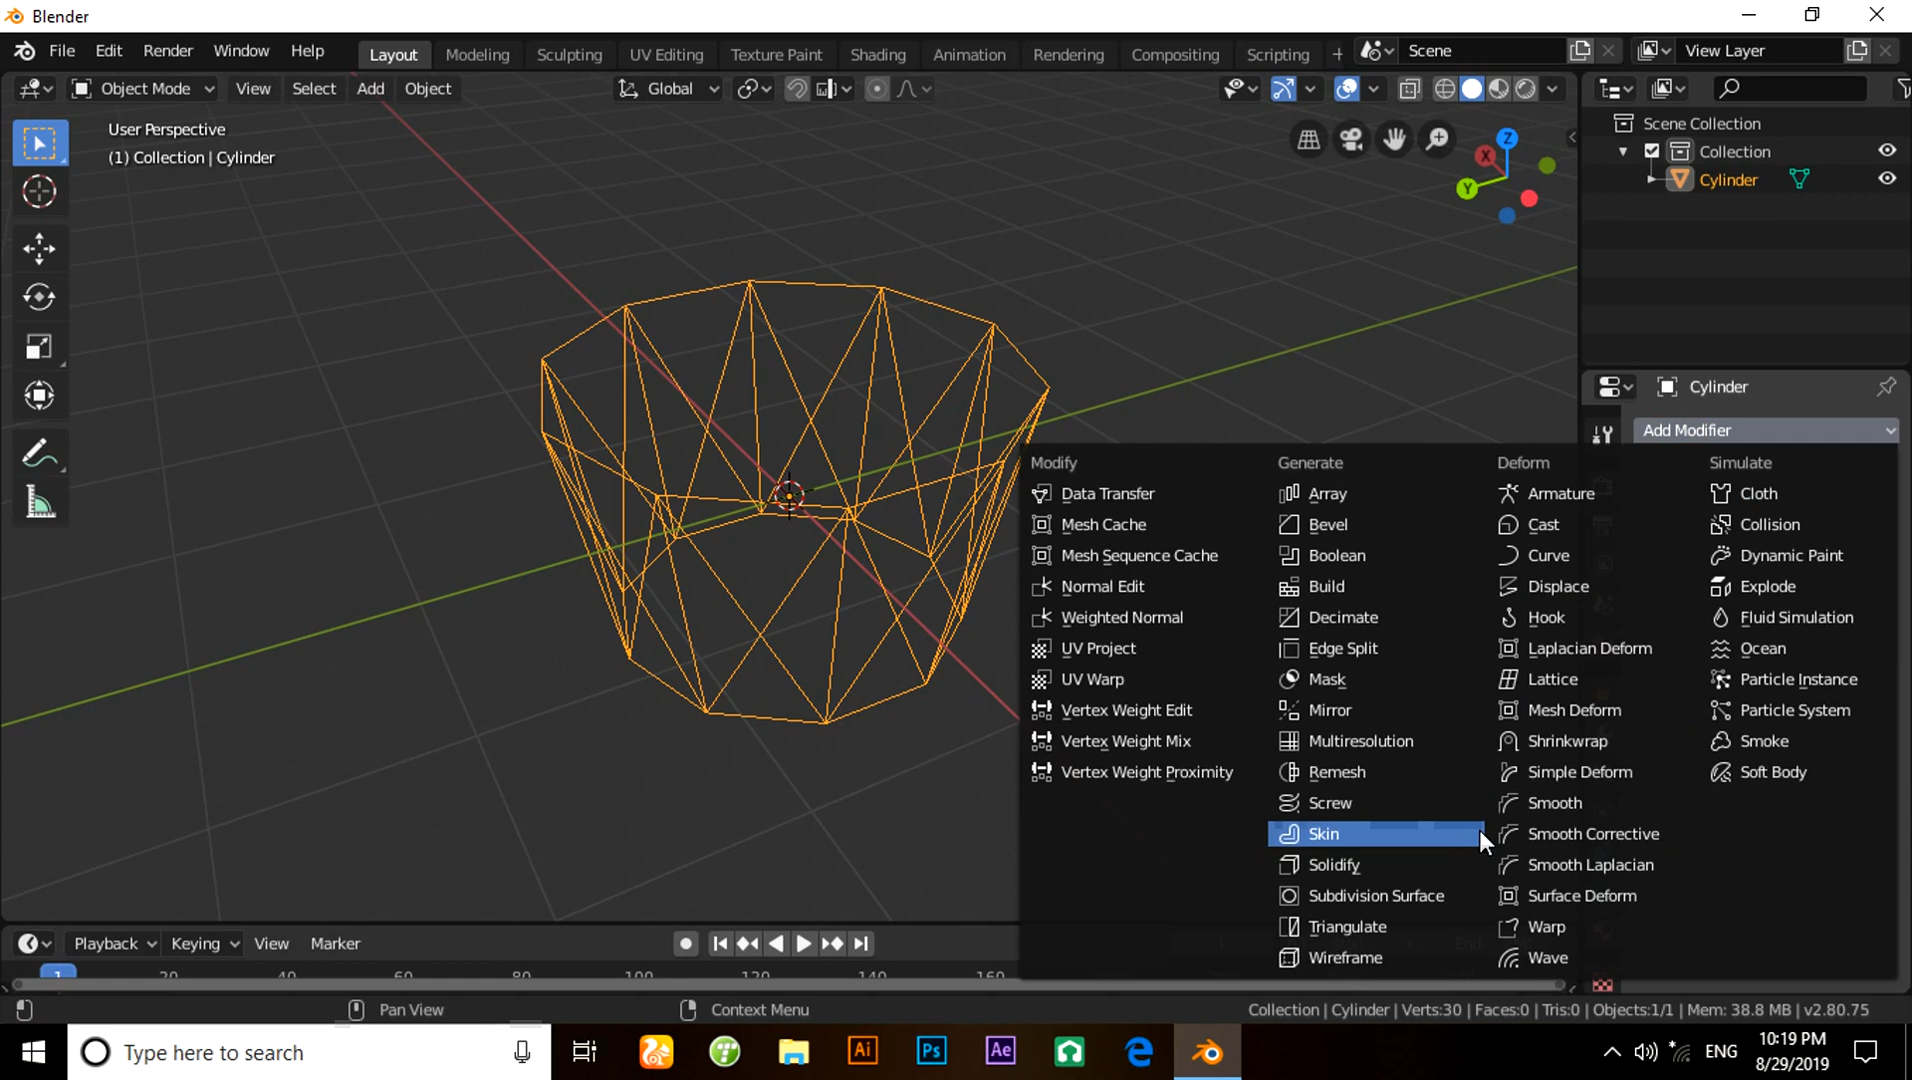 Blender
File Edit Render Window Help Layout Modeling Sculpting UV Editing Texture Paint Shading Animation Rendering Compositing Scripting + Scene View Layer
Object Mode View Select Add Object Global
User Perspective
(1) Collection | Cylinder
Z
X
Y
Scene Collection
Collection
Cylinder
Cylinder
Add Modifier
Modify Generate Deform Simulate
Data Transfer Array Armature Cloth
Mesh Cache Bevel Cast Collision
Mesh Sequence Cache Boolean Curve Dynamic Paint
Normal Edit Build Displace Explode
Weighted Normal Decimate Hook Fluid Simulation
UV Project Edge Split Laplacian Deform Ocean
UV Warp Mask Lattice Particle Instance
Vertex Weight Edit Mirror Mesh Deform Particle System
Vertex Weight Mix Multiresolution Shrinkwrap Smoke
Vertex Weight Proximity Remesh Simple Deform Soft Body
Screw Smooth
Skin Smooth Corrective
Solidify Smooth Laplacian
Subdivision Surface Surface Deform
Triangulate Warp
Wireframe Wave
Playback Keying View Marker
1 20 40 60 80 100 120 140 160
Pan View Context Menu Collection | Cylinder | Verts:30 | Faces:0 | Tris:0 | Objects:1/1 | Mem: 38.8 MB | v2.80.75
Type here to search Ai Ps Ae ENG 10:19 PM
8/29/2019